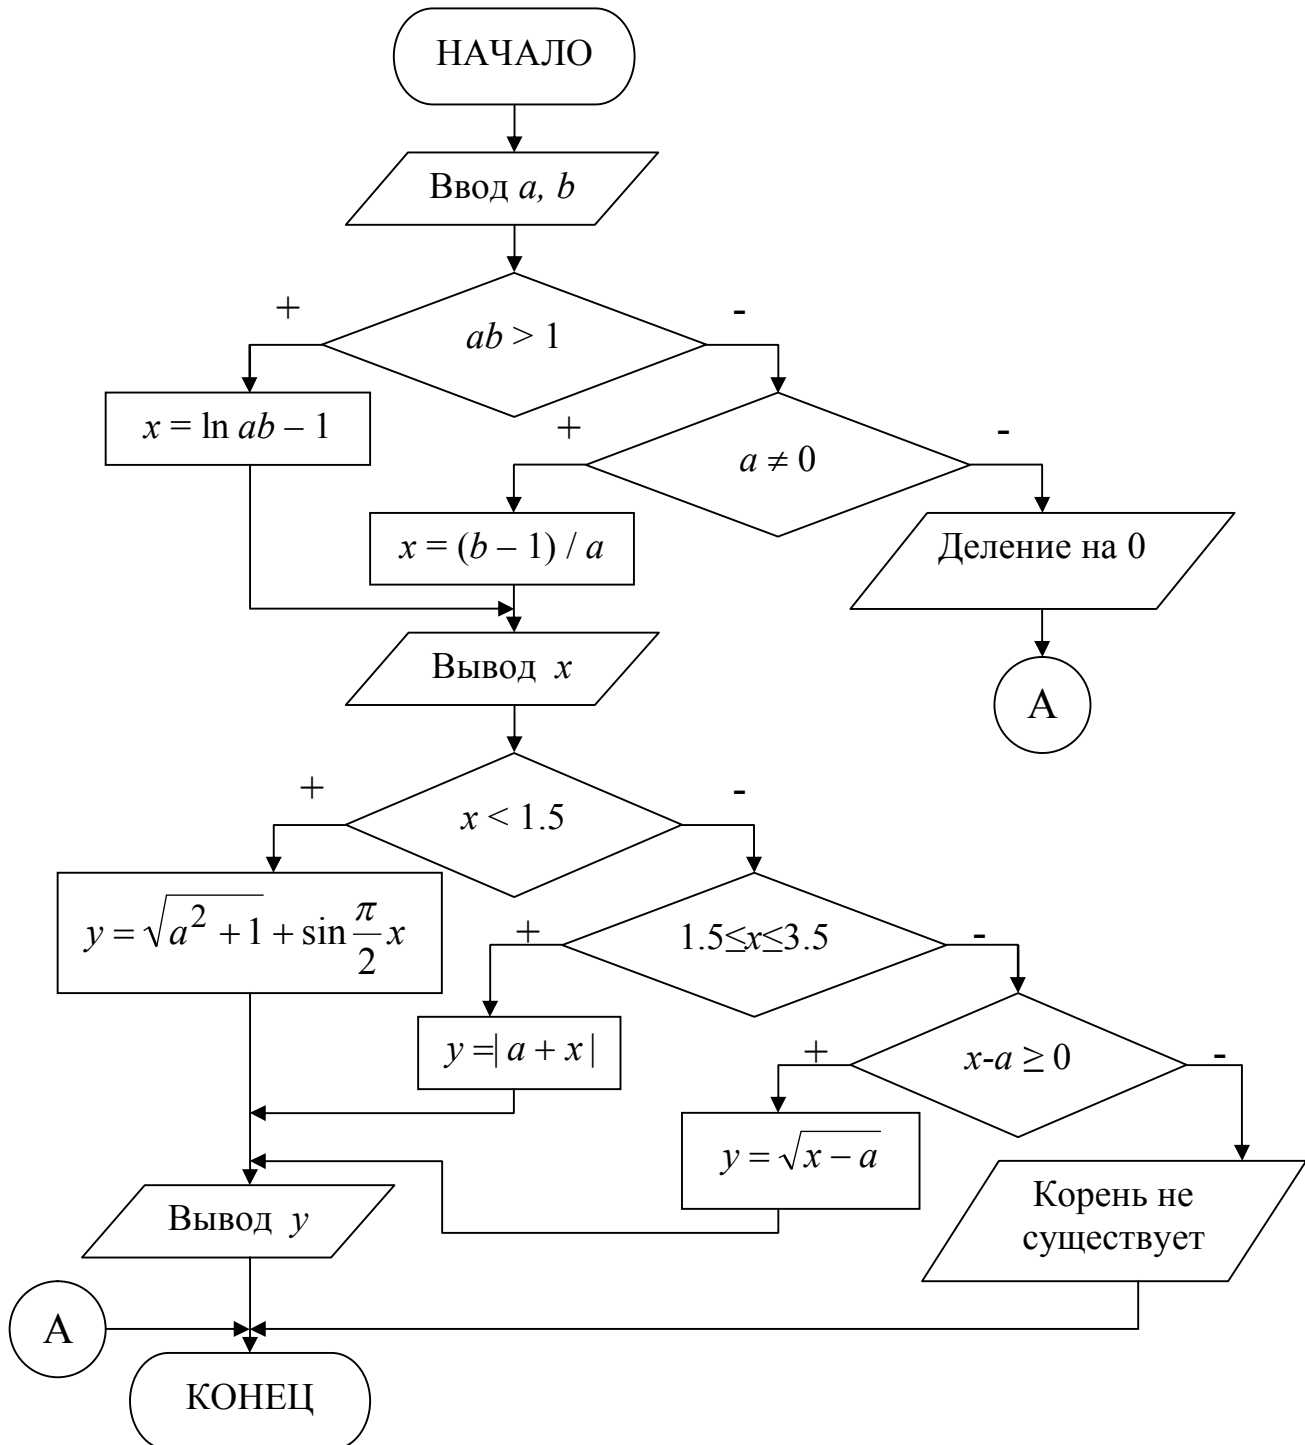 НАЧАЛО
Ввод a, b
+
-
ab > 1
x = ln ab – 1
+
-
a ≠ 0
x = (b – 1) / a
Деление на 0
Вывод x
А
+
-
x < 1.5
y = √(a² + 1) + sin π/2 x
+
-
1.5≤x≤3.5
y =| a + x |
+
-
x-a ≥ 0
y = √(x − a)
Корень не
существует
Вывод y
А
КОНЕЦ